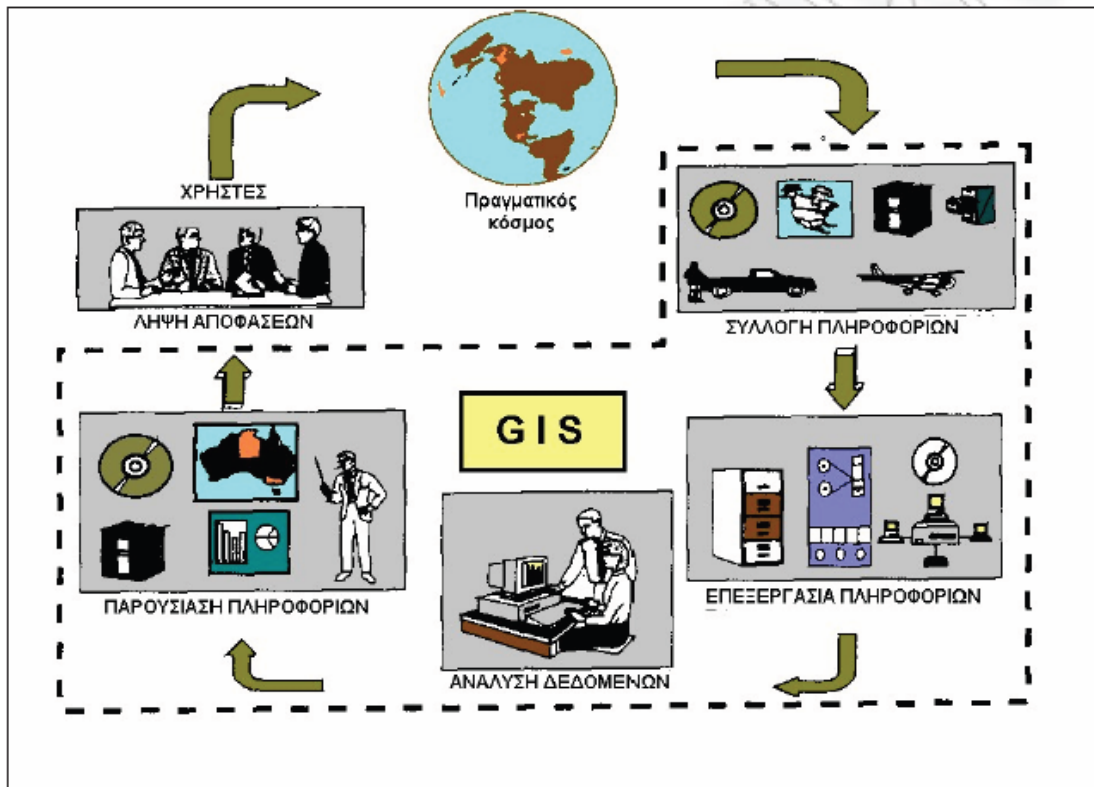 Πραγματικός
κόσμος
ΣΥΛΛΟΓΗ ΠΛΗΡΟΦΟΡΙΩΝ
ΕΠΕΞΕΡΓΑΣΙΑ ΠΛΗΡΟΦΟΡΙΩΝ
GIS
ΑΝΑΛΥΣΗ ΔΕΔΟΜΕΝΩΝ
ΠΑΡΟΥΣΙΑΣΗ ΠΛΗΡΟΦΟΡΙΩΝ
ΧΡΗΣΤΕΣ
ΛΗΨΗ ΑΠΟΦΑΣΕΩΝ